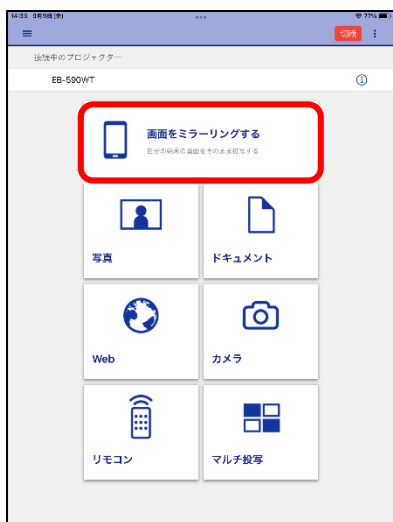 14:33 9月9日(金)
77%
切断
接続中のプロジェクター
EB-590WT
画面をミラーリングする
自分の端末の画面をそのまま投写する
写真
ドキュメント
Web
カメラ
リモコン
マルチ投写